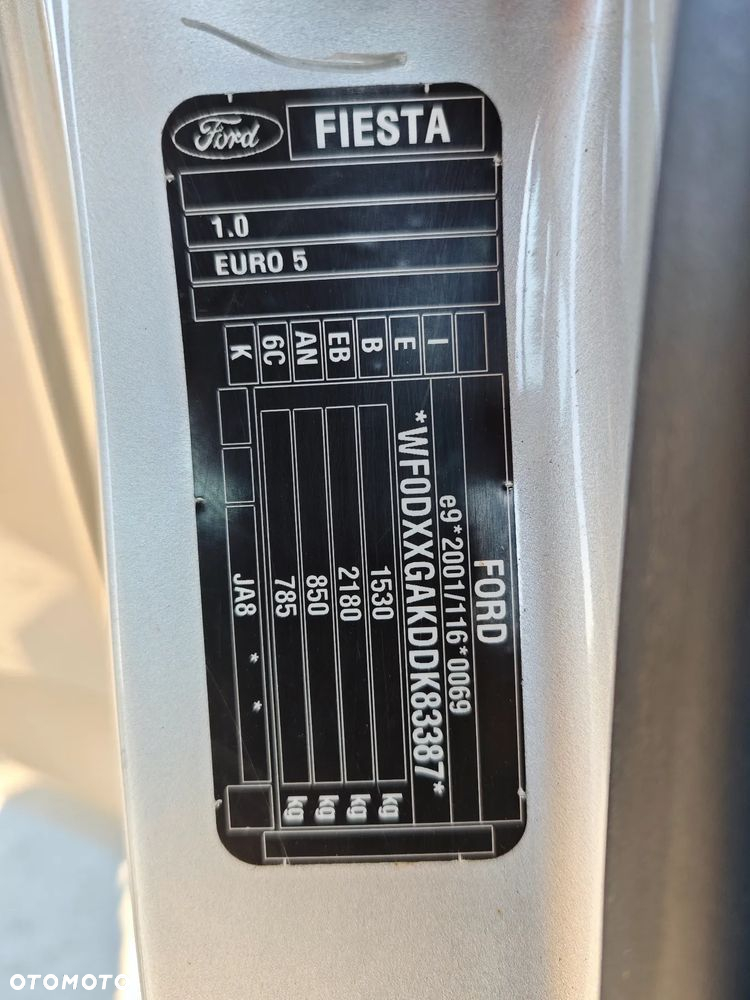 Ford
FIESTA
1.0
EURO 5
K 6C AN EB B E I
FORD
e9*2001/116*0069
*WF0DXXGAKDDK83387*
1530 kg
2180 kg
850 kg
785 kg
JA8 * *
OTOMOTO